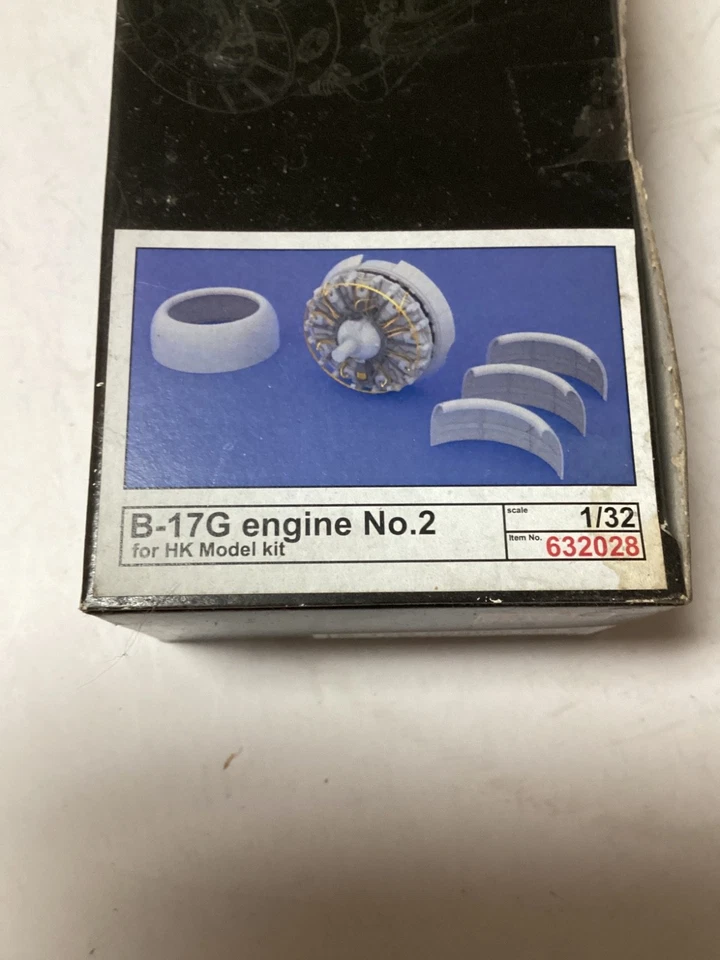 B-17G engine No.2
for HK Model kit
scale
1/32
Item No. 632028